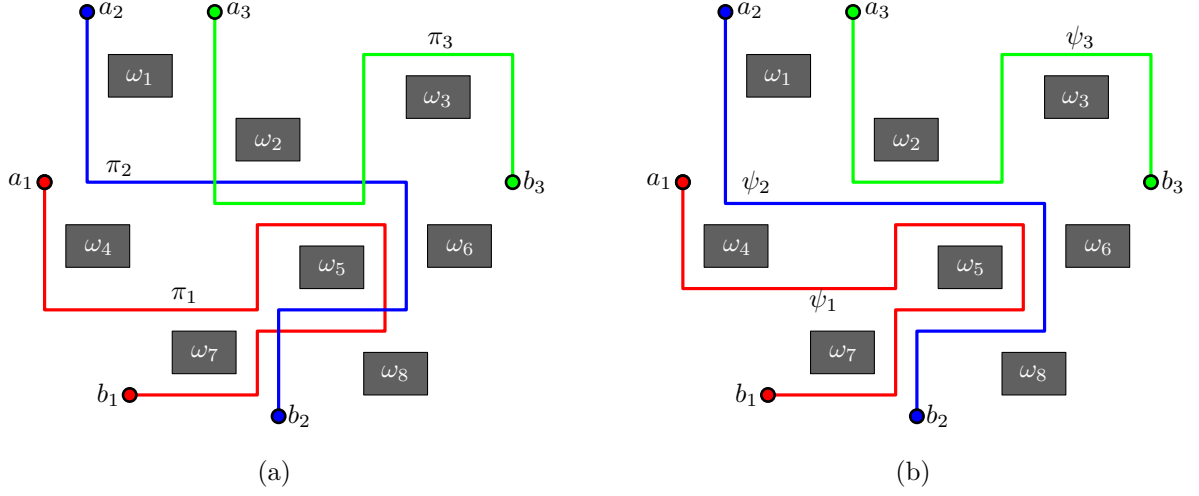 a₂ a₃ a₂ a₃
π₃ ψ₃
ω₁ ω₁
ω₃ ω₃
ω₂ ω₂
π₂
a₁ b₃ a₁ ψ₂ b₃
ω₄ ω₆ ω₄ ω₆
ω₅ ω₅
π₁ ψ₁
ω₇ ω₈ ω₇ ω₈
b₁ b₁
b₂ b₂
(a) (b)